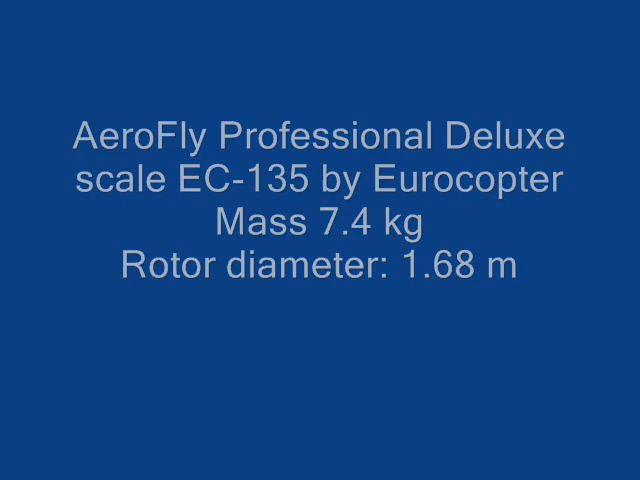 AeroFly Professional Deluxe
scale EC-135 by Eurocopter
Mass 7.4 kg
Rotor diameter: 1.68 m